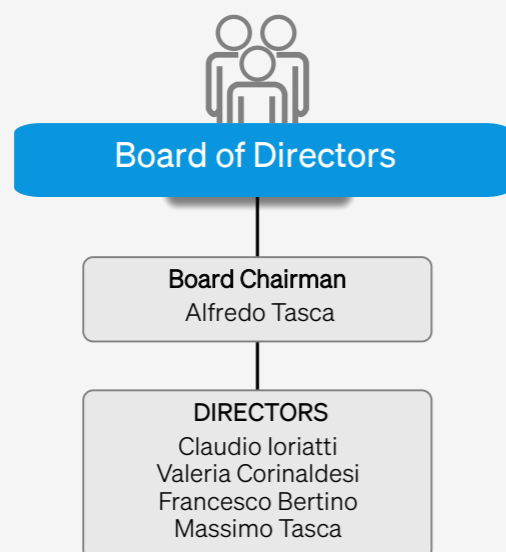 Board of Directors
Board Chairman
Alfredo Tasca
DIRECTORS
Claudio Ioriatti
Valeria Corinaldesi
Francesco Bertino
Massimo Tasca